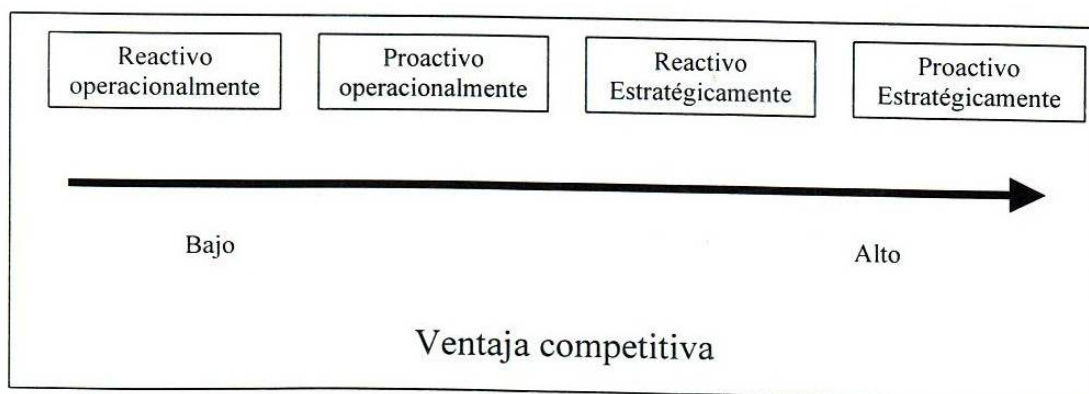 Reactivo
operacionalmente
Proactivo
operacionalmente
Reactivo
Estratégicamente
Proactivo
Estratégicamente
Bajo
Alto
Ventaja competitiva